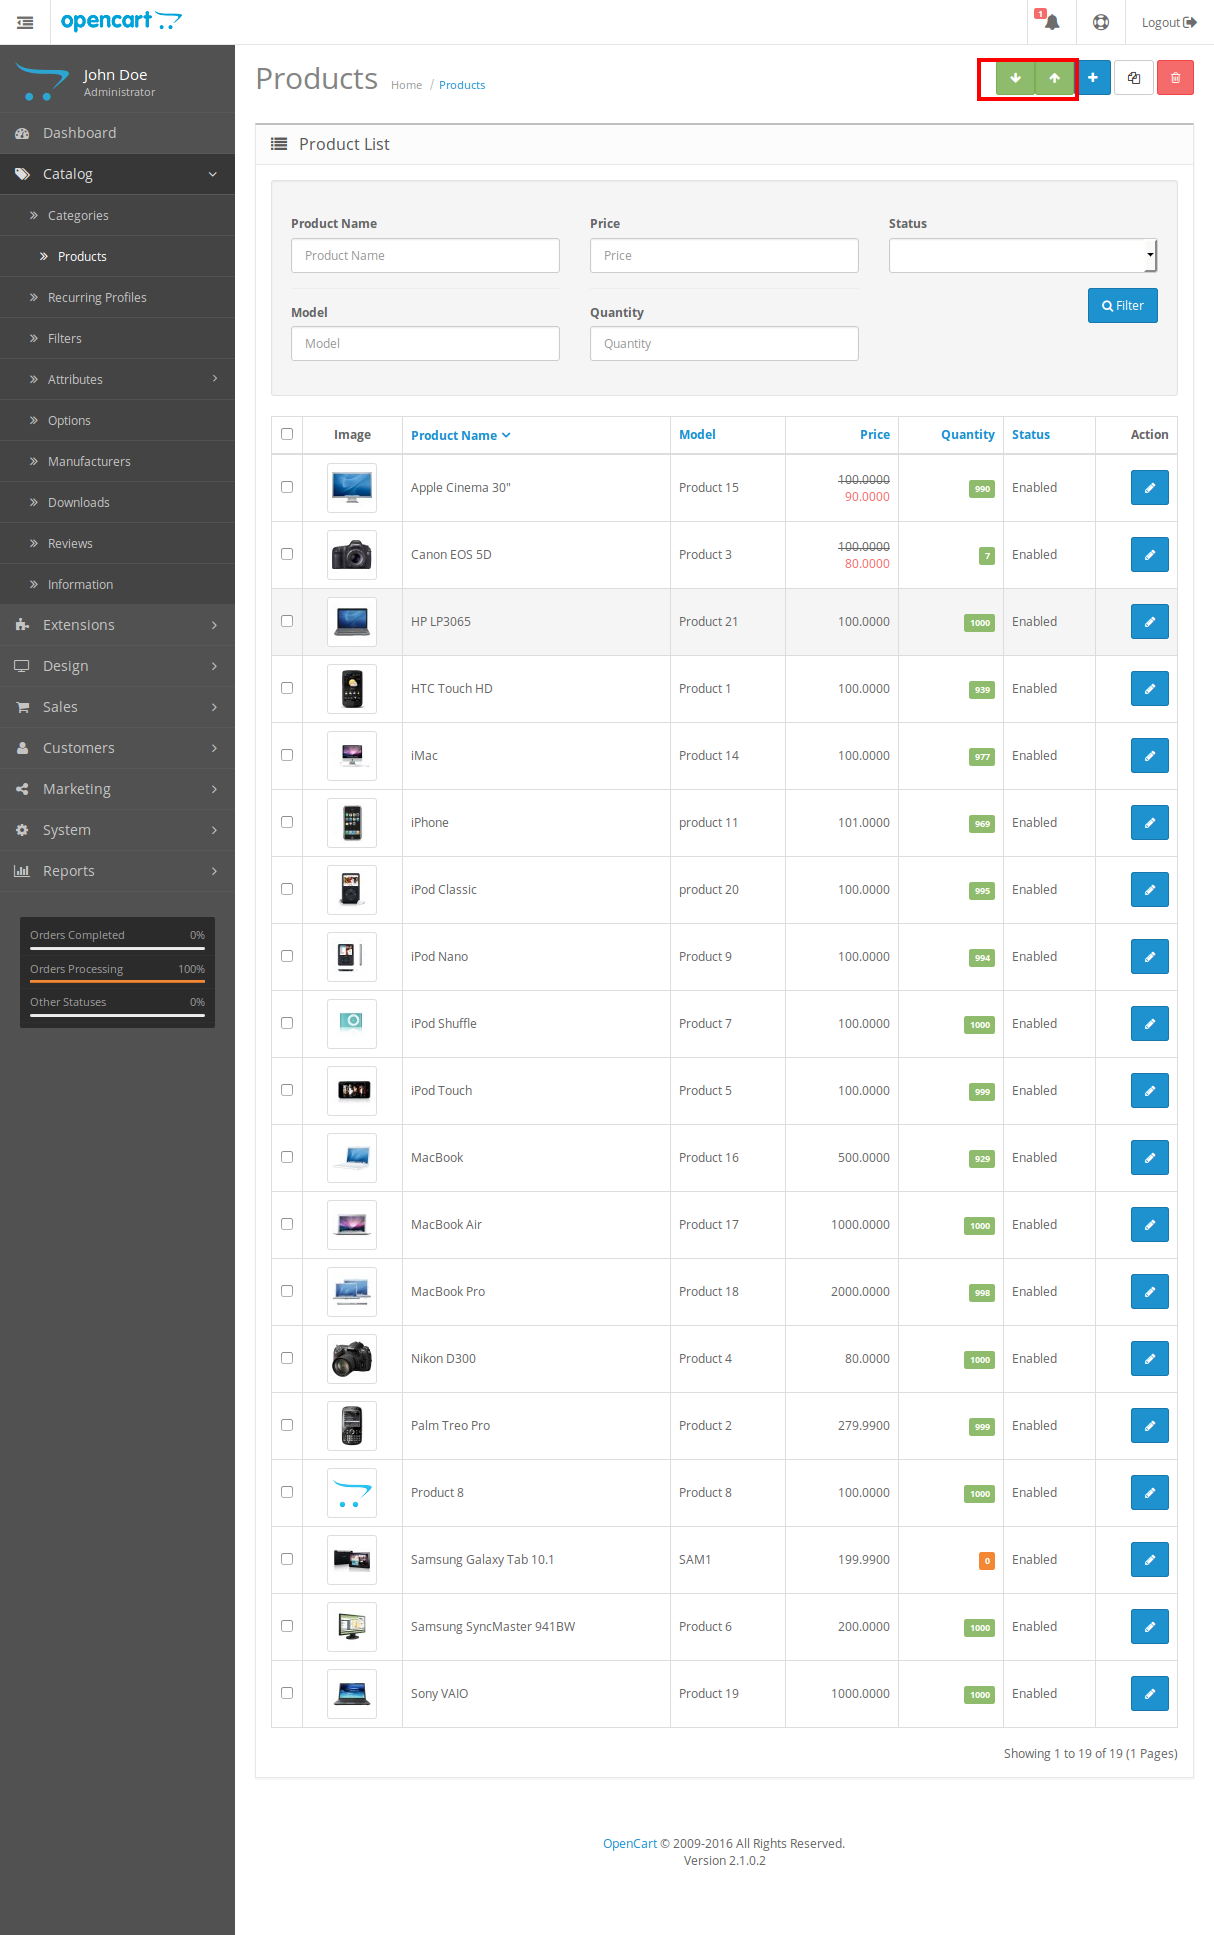 opencart
1
Logout
John Doe
Administrator
Dashboard
Catalog
Categories
Products
Recurring Profiles
Filters
Attributes
Options
Manufacturers
Downloads
Reviews
Information
Extensions
Design
Sales
Customers
Marketing
System
Reports
Orders Completed 0%
Orders Processing 100%
Other Statuses 0%
Products Home / Products
Product List
Product Name Price Status
Product Name Price
Filter
Model Quantity
Model Quantity
Image Product Name Model Price Quantity Status Action
Apple Cinema 30" Product 15 100.0000 90.0000 990 Enabled
Canon EOS 5D Product 3 100.0000 80.0000 7 Enabled
HP LP3065 Product 21 100.0000 1000 Enabled
HTC Touch HD Product 1 100.0000 939 Enabled
iMac Product 14 100.0000 977 Enabled
iPhone product 11 101.0000 969 Enabled
iPod Classic product 20 100.0000 995 Enabled
iPod Nano Product 9 100.0000 994 Enabled
iPod Shuffle Product 7 100.0000 1000 Enabled
iPod Touch Product 5 100.0000 999 Enabled
MacBook Product 16 500.0000 929 Enabled
MacBook Air Product 17 1000.0000 1000 Enabled
MacBook Pro Product 18 2000.0000 998 Enabled
Nikon D300 Product 4 80.0000 1000 Enabled
Palm Treo Pro Product 2 279.9900 999 Enabled
Product 8 Product 8 100.0000 1000 Enabled
Samsung Galaxy Tab 10.1 SAM1 199.9900 0 Enabled
Samsung SyncMaster 941BW Product 6 200.0000 1000 Enabled
Sony VAIO Product 19 1000.0000 1000 Enabled
Showing 1 to 19 of 19 (1 Pages)
OpenCart © 2009-2016 All Rights Reserved.
Version 2.1.0.2